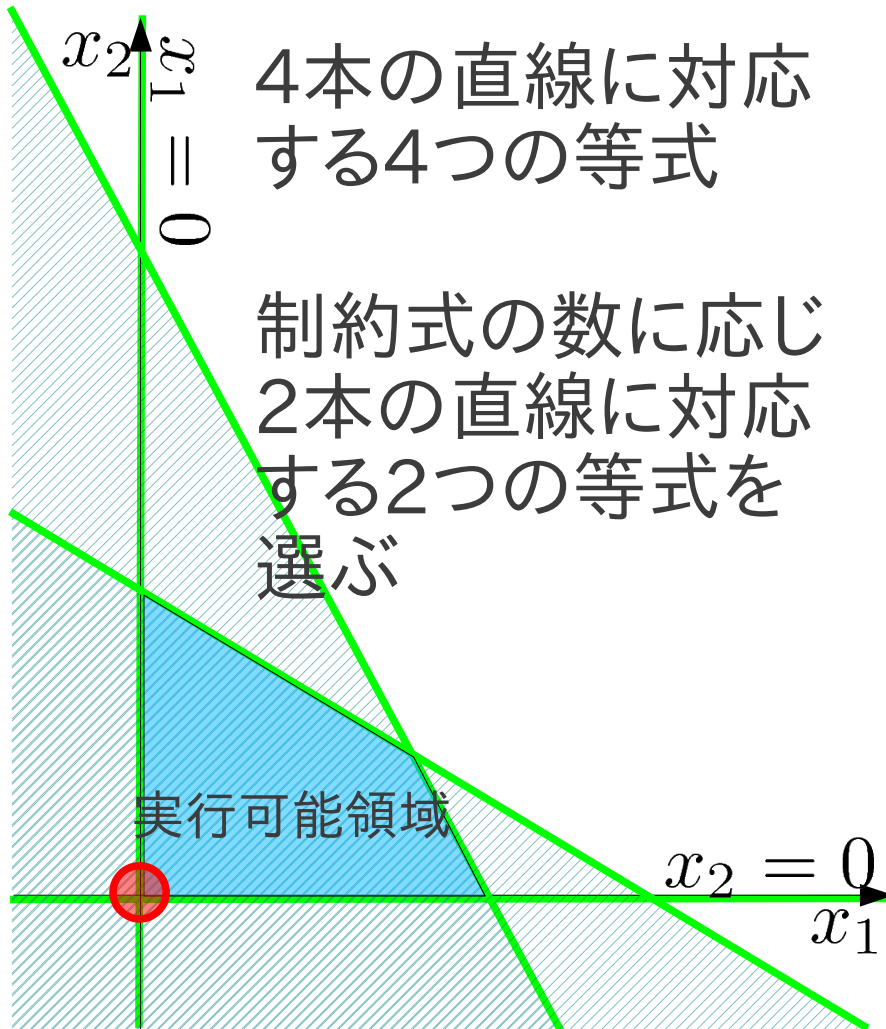 x₂
x₁ = 0
4本の直線に対応
する4つの等式
制約式の数に応じ
2本の直線に対応
する2つの等式を
選ぶ
実行可能領域
x₂ = 0
x₁